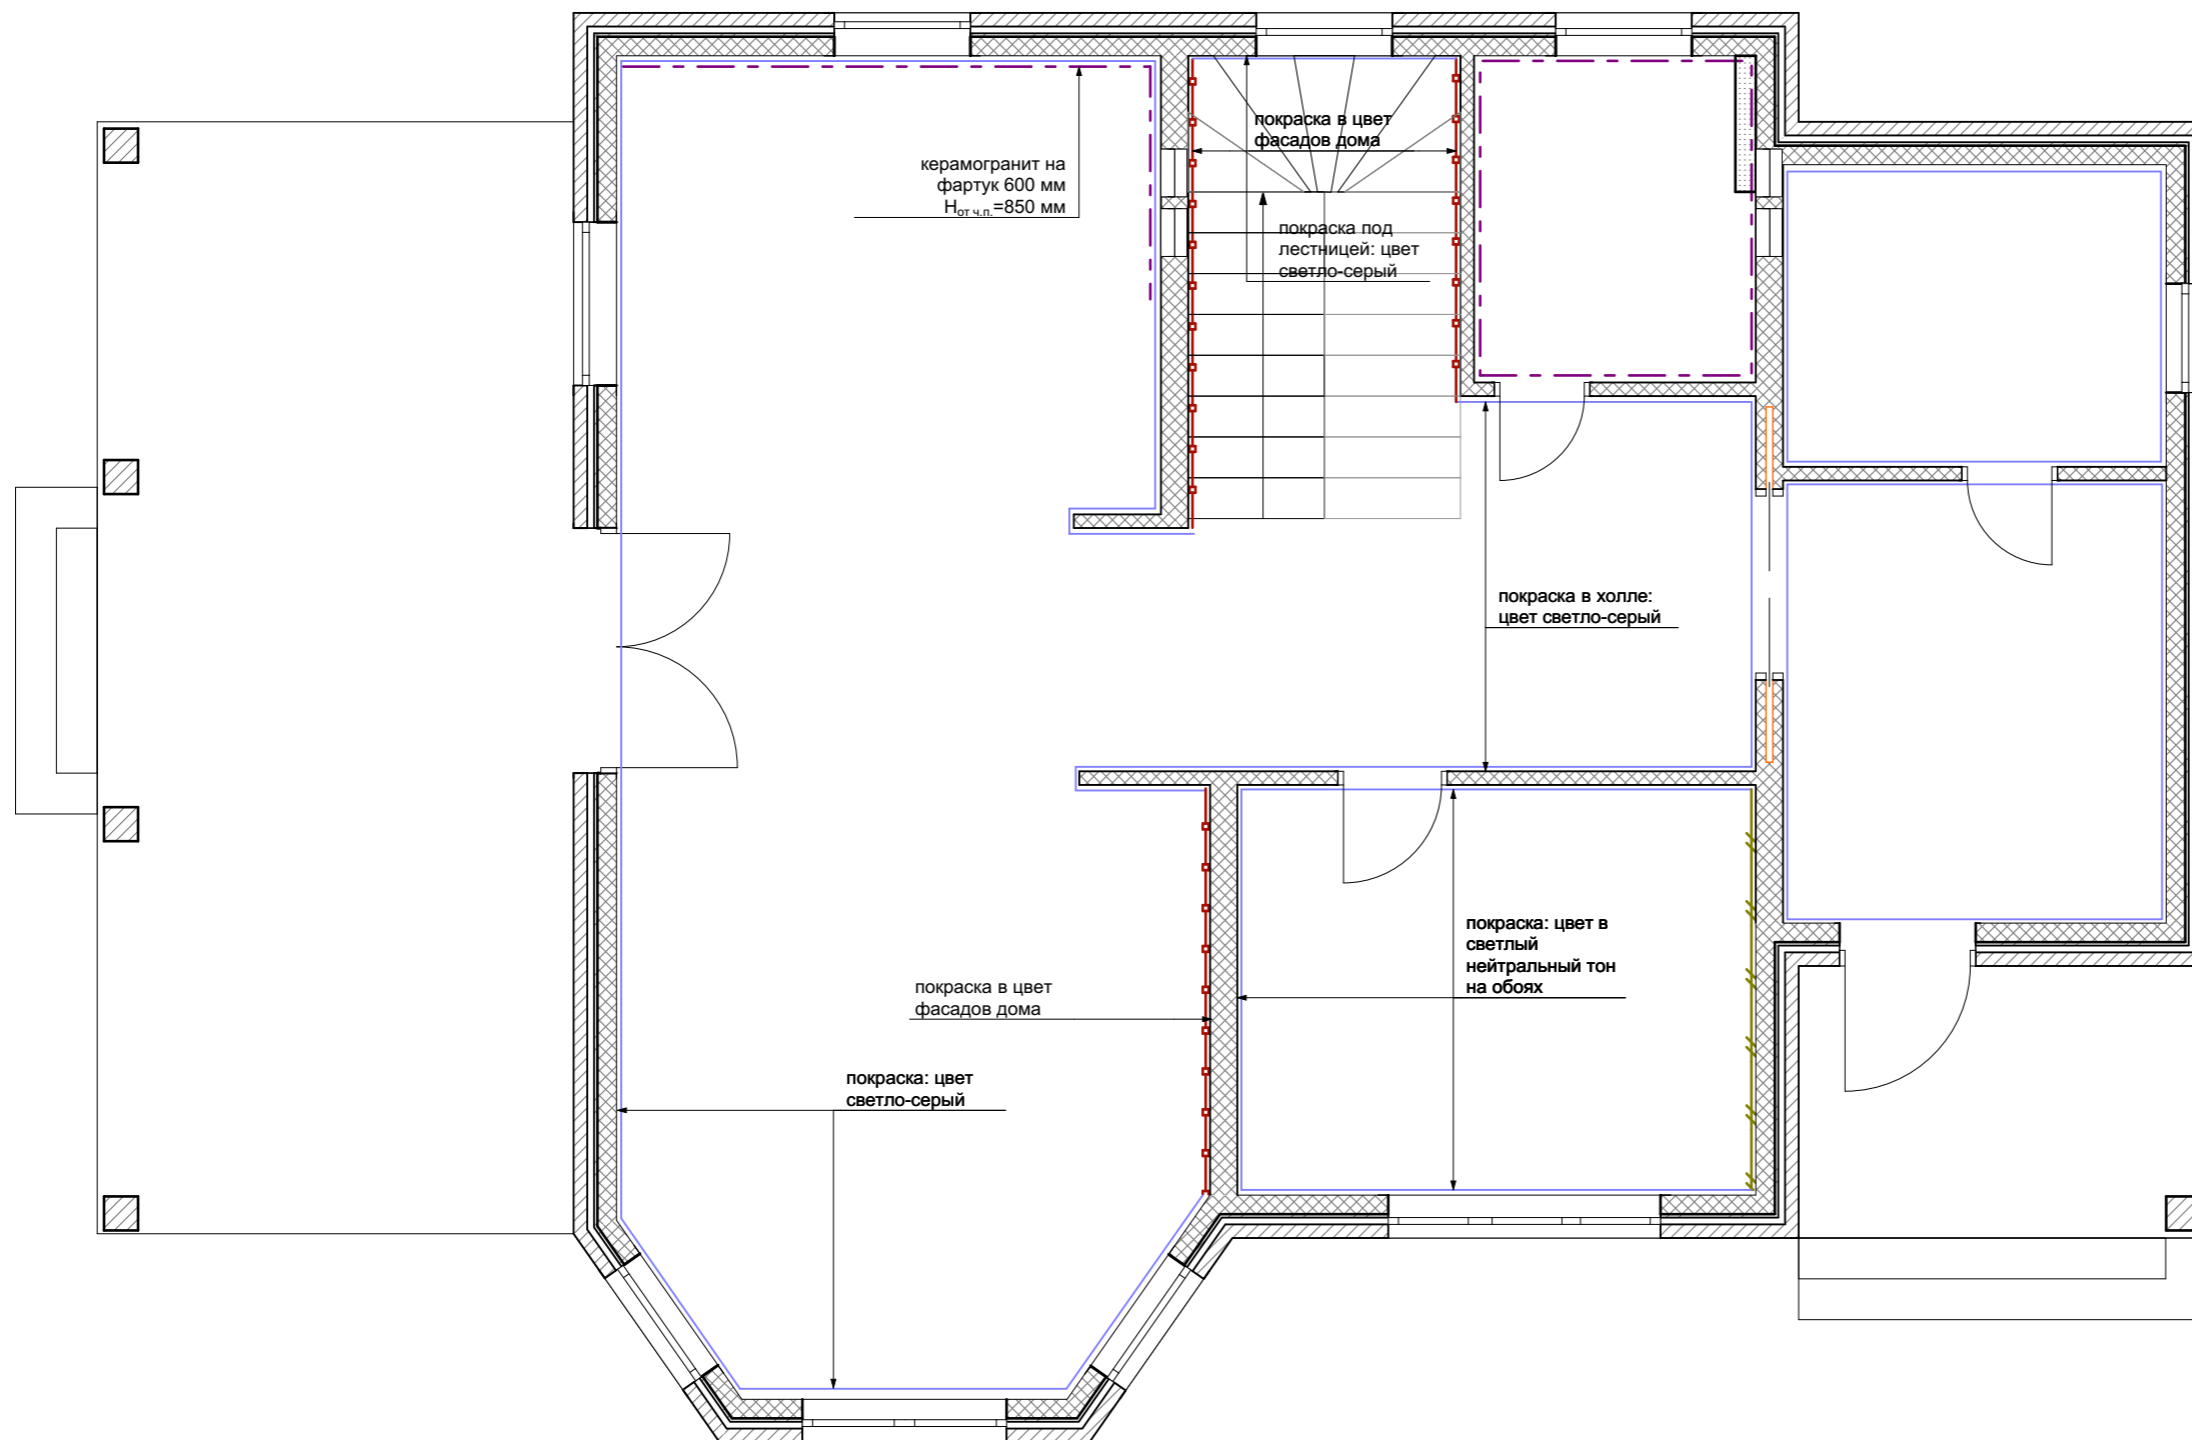 покраска в цвет
фасадов дома
керамогранит на
фартук 600 мм
Hот ч.п.=850 мм
покраска под
лестницей: цвет
светло-серый
покраска в холле:
цвет светло-серый
покраска: цвет в
светлый
нейтральный тон
на обоях
покраска в цвет
фасадов дома
покраска: цвет
светло-серый